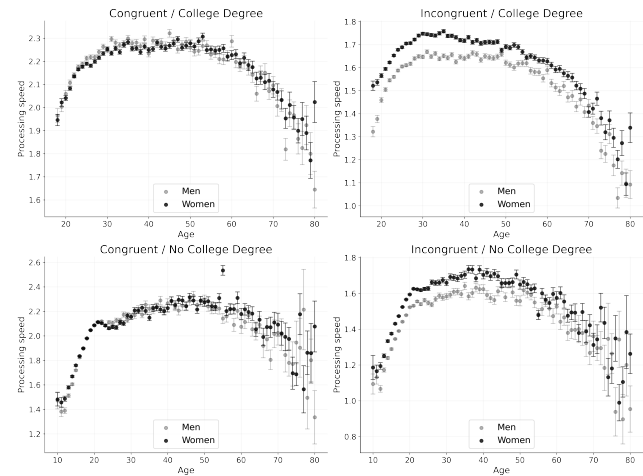 Congruent / College Degree
Processing speed
2.3
2.2
2.1
2.0
1.9
1.8
1.7
1.6
20 30 40 50 60 70 80
Age
Men
Women
Incongruent / College Degree
Processing speed
1.8
1.7
1.6
1.5
1.4
1.3
1.2
1.1
1.0
20 30 40 50 60 70 80
Age
Men
Women
Congruent / No College Degree
Processing speed
2.6
2.4
2.2
2.0
1.8
1.6
1.4
1.2
10 20 30 40 50 60 70 80
Age
Men
Women
Incongruent / No College Degree
Processing speed
1.8
1.6
1.4
1.2
1.0
0.8
10 20 30 40 50 60 70 80
Age
Men
Women